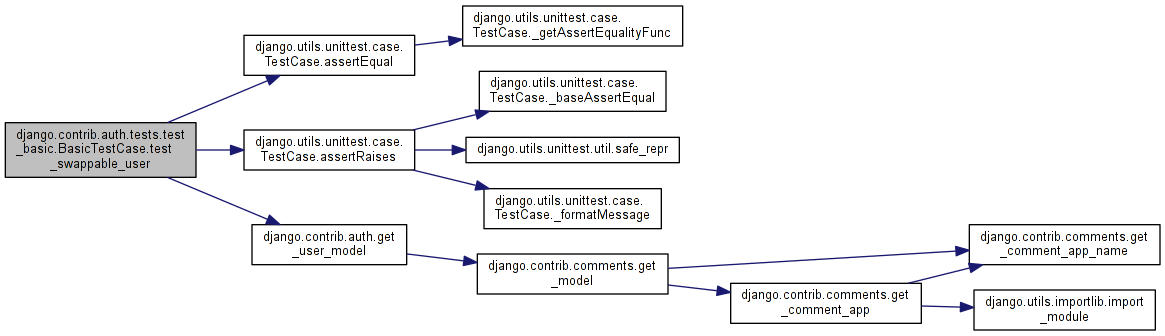 django.utils.unittest.case.
TestCase._getAssertEqualityFunc
django.utils.unittest.case.
TestCase.assertEqual
django.utils.unittest.case.
TestCase._baseAssertEqual
django.contrib.auth.tests.test
_basic.BasicTestCase.test
_swappable_user
django.utils.unittest.case.
TestCase.assertRaises
django.utils.unittest.util.safe_repr
django.utils.unittest.case.
TestCase._formatMessage
django.contrib.auth.get
_user_model
django.contrib.comments.get
_model
django.contrib.comments.get
_comment_app_name
django.contrib.comments.get
_comment_app
django.utils.importlib.import
_module